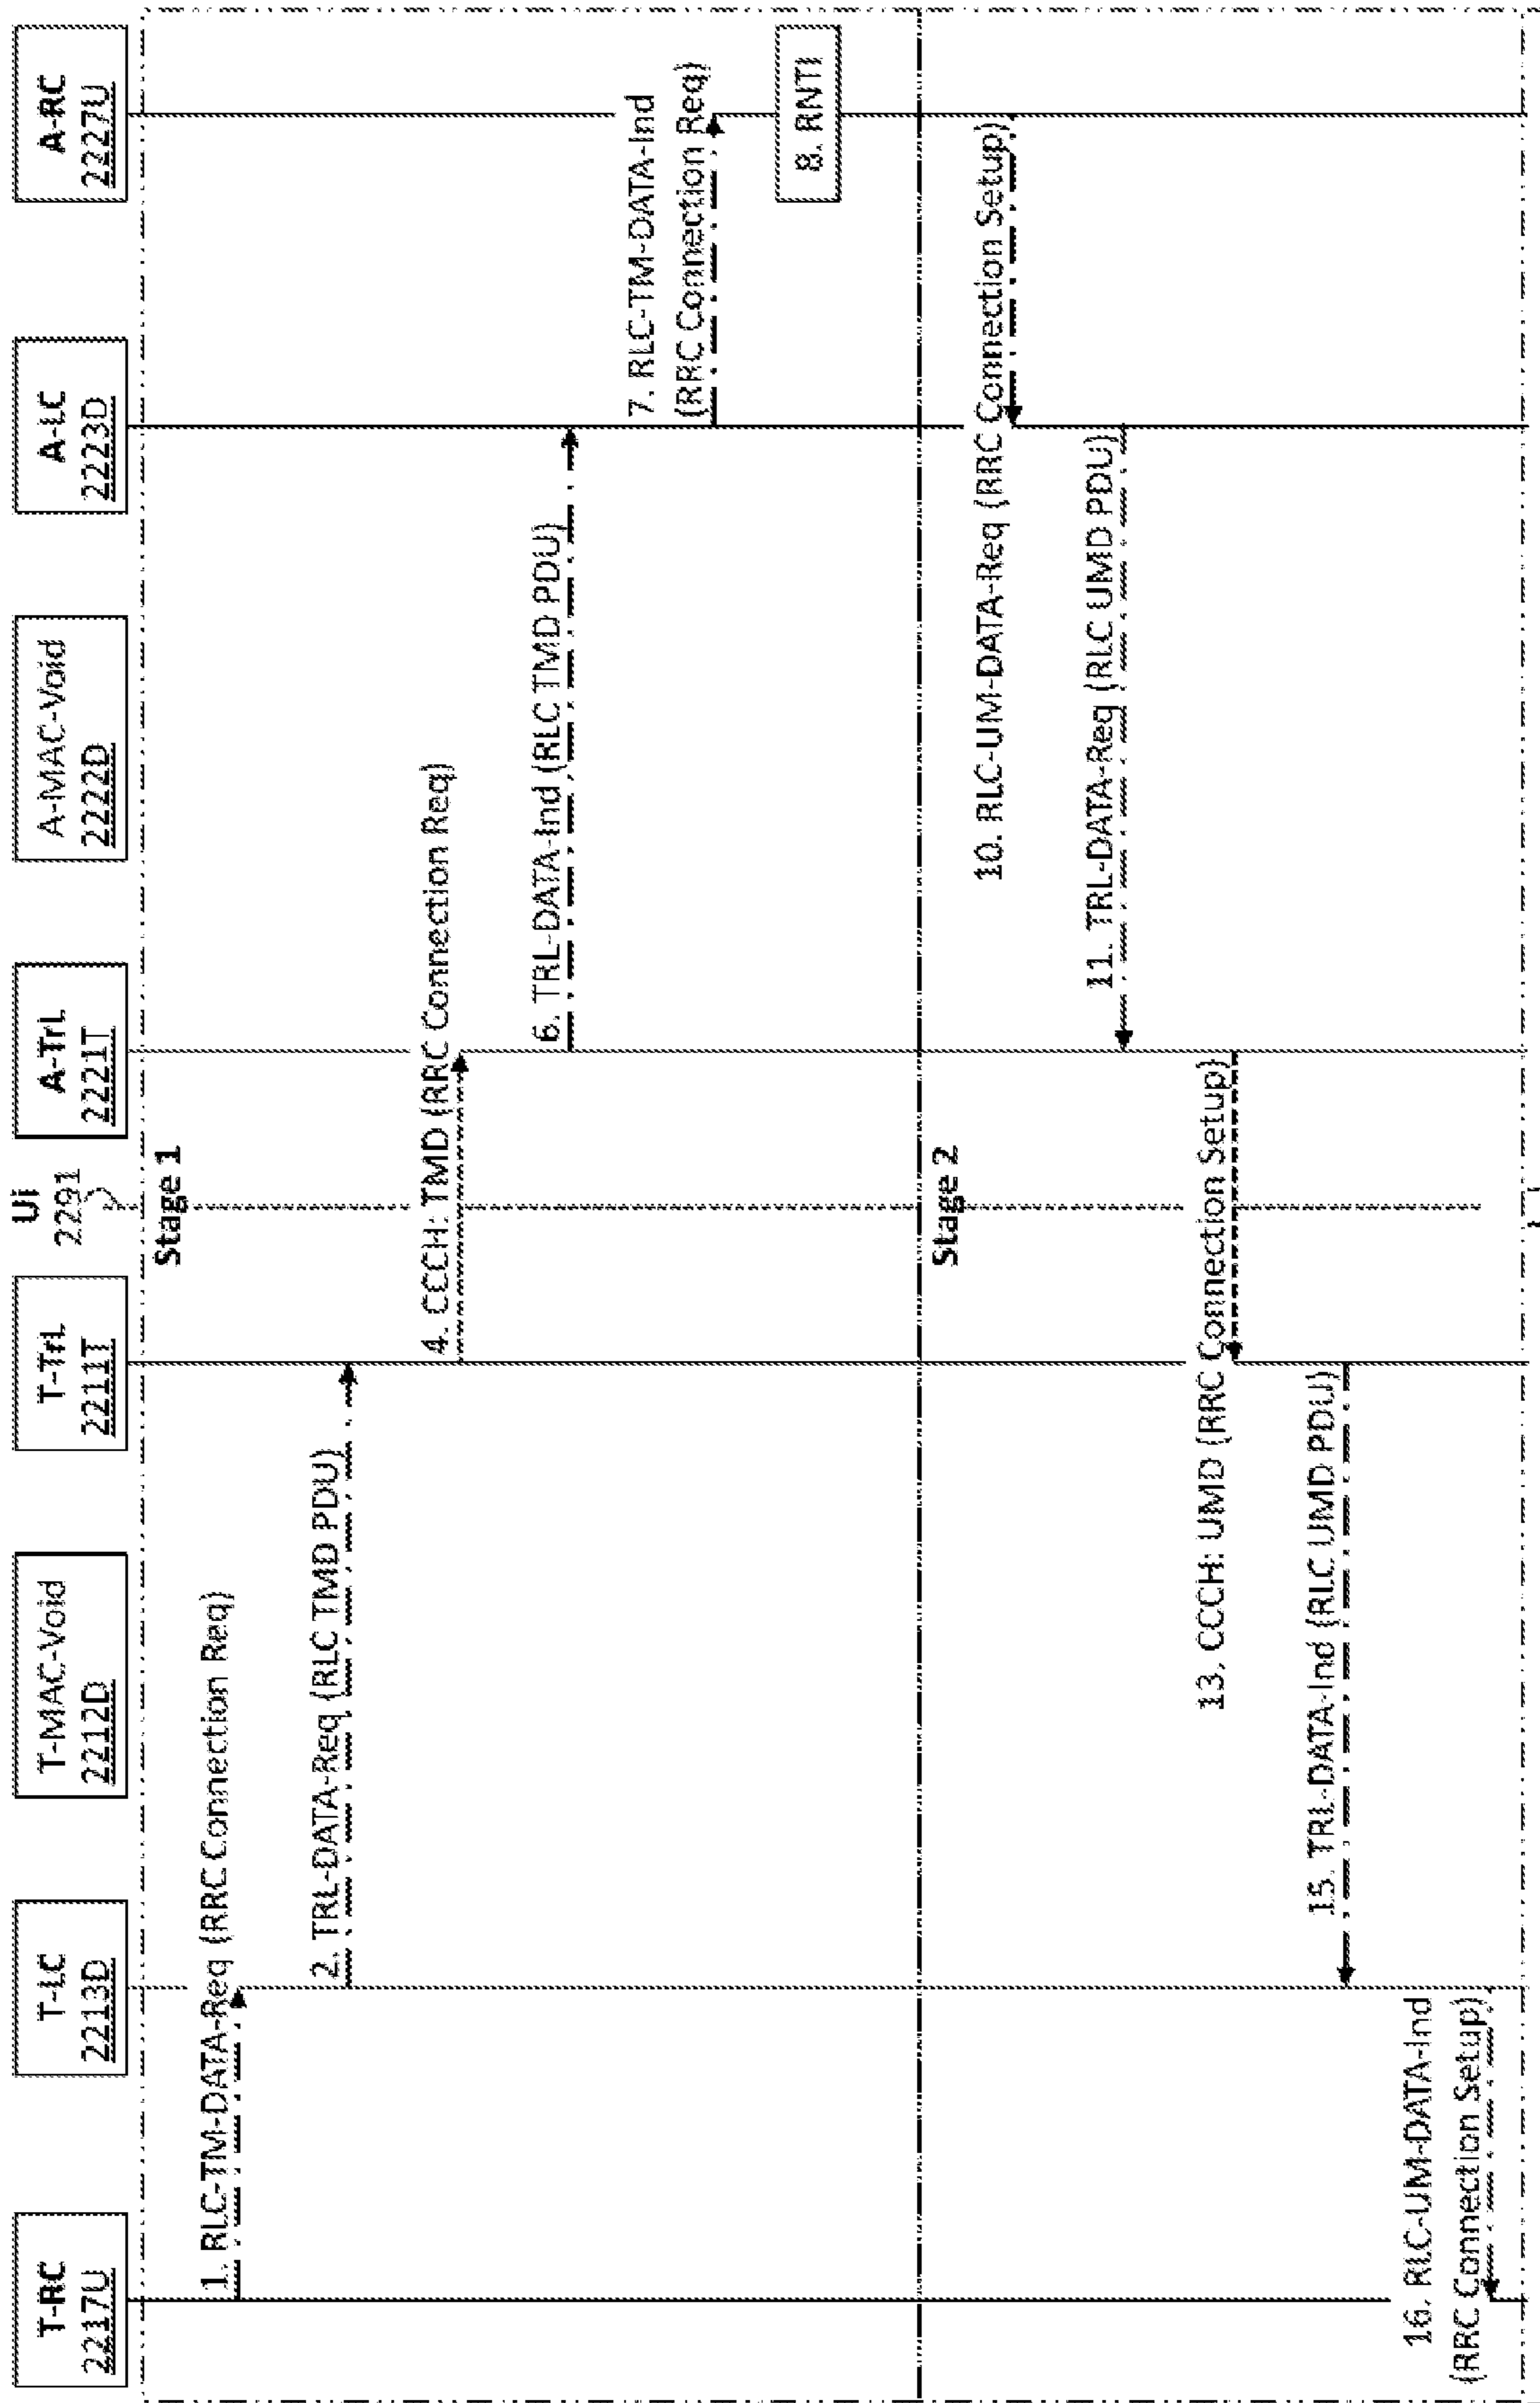 T-RC
2217U
T-LC
2213D
T-MAC-Void
2212D
T-TrL
2211T
Ui
2291
A-TrL
2221T
A-MAC-Void
2222D
A-LC
2223D
A-RC
2227U
Stage 1
1. RLC-TM-DATA-Req (RRC Connection Req)
2. TRL-DATA-Req (RLC TMD PDU)
4. CCCH: TMD (RRC Connection Req)
6. TRL-DATA-Ind (RLC TMD PDU)
7. RLC-TM-DATA-Ind
(RRC Connection Req)
8. RNTI
Stage 2
10. RLC-UM-DATA-Req (RRC Connection Setup)
11. TRL-DATA-Req (RLC UMD PDU)
13. CCCH: UMD (RRC Connection Setup)
15. TRL-DATA-Ind (RLC UMD PDU)
16. RLC-UM-DATA-Ind
(RRC Connection Setup)